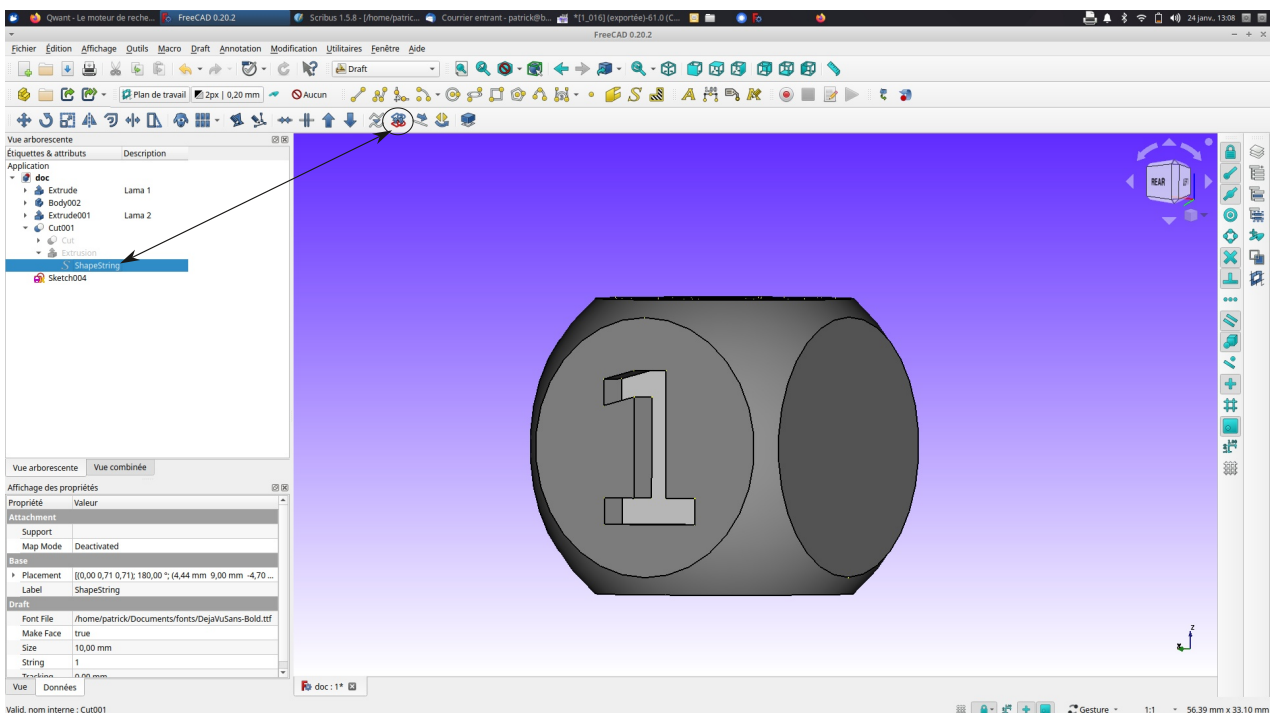 Qwant - Le moteur de reche...
FreeCAD 0.20.2
Scribus 1.5.8 - [/home/patric...
Courrier entrant - patrick@b...
*[1_016] (exportée)-61.0 (C...
Fo
24 janv., 13:08
FreeCAD 0.20.2
Fichier Édition Affichage Outils Macro Draft Annotation Modification Utilitaires Fenêtre Aide
Draft
Plan de travail
2px | 0,20 mm
Aucun
Vue arborescente
Étiquettes & attributs Description
Application
doc
Extrude Lama 1
Body002
Extrude001 Lama 2
Cut001
Cut
Extrusion
ShapeString
Sketch004
REAR
1
Vue arborescente Vue combinée
Affichage des propriétés
Propriété Valeur
Attachment
Support
Map Mode Deactivated
Base
Placement [(0,00 0,71 0,71); 180,00 °; (4,44 mm 9,00 mm -4,70 ...
Label ShapeString
Draft
Font File /home/patrick/Documents/fonts/DejaVuSans-Bold.ttf
Make Face true
Size 10,00 mm
String 1
Tracking 0,00 mm
Vue Données
doc : 1*
z
x
Valid, nom interne : Cut001
Gesture
1:1
56.39 mm x 33.10 mm